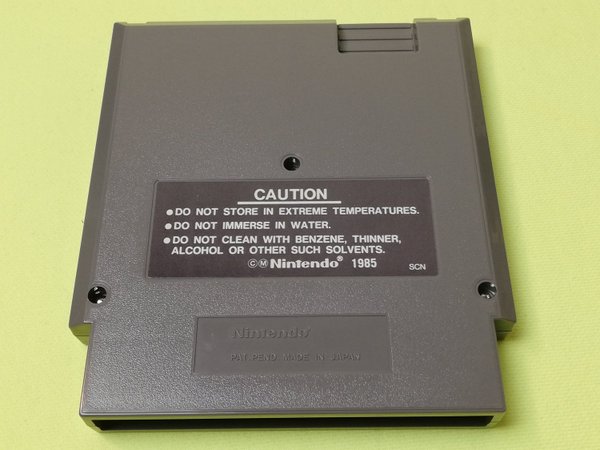 CAUTION
●DO NOT STORE IN EXTREME TEMPERATURES.
●DO NOT IMMERSE IN WATER.
●DO NOT CLEAN WITH BENZENE, THINNER,
ALCOHOL OR OTHER SUCH SOLVENTS.
©Ⓜ Nintendo® 1985 SCN
Nintendo
PAT. PEND. MADE IN JAPAN